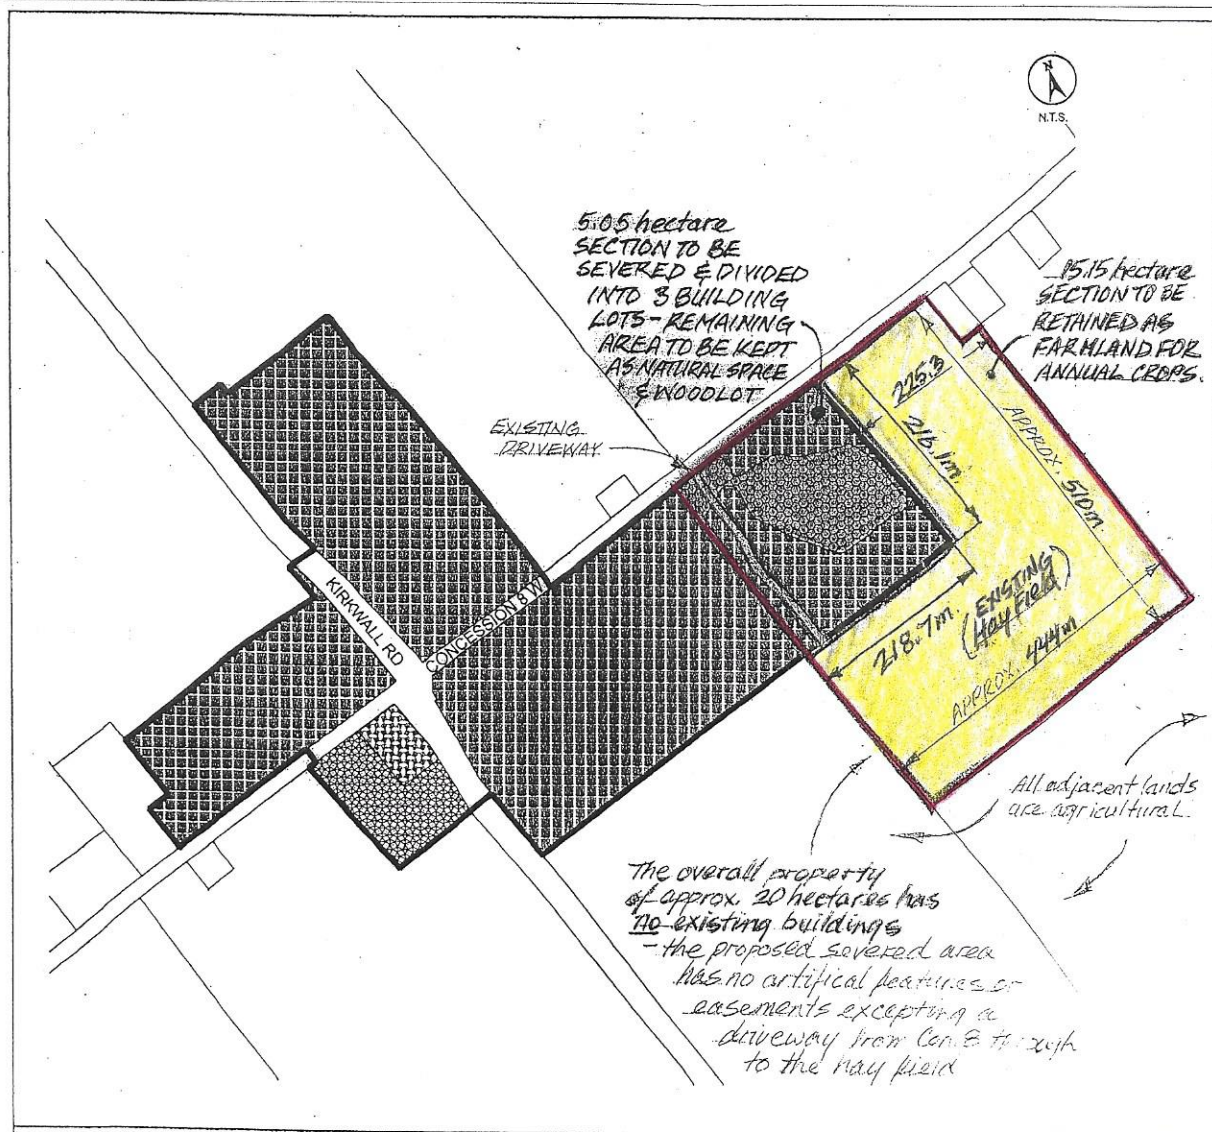 N
N.T.S.
5.05 hectare
SECTION TO BE
SEVERED & DIVIDED
INTO 3 BUILDING
LOTS - REMAINING
AREA TO BE KEPT
AS NATURAL SPACE
& WOODLOT
15.15 hectare
SECTION TO BE
RETAINED AS
FARMLAND FOR
ANNUAL CROPS.
EXISTING
DRIVEWAY
225.3
216.1m.
APPROX. 510m.
218.7m.
(EXISTING
Hay Field)
APPROX. 444m
KIRKWALL RD
CONCESSION 8 W
All adjacent lands
are agricultural.
The overall property
of approx. 20 hectares has
no existing buildings
- the proposed severed area
has no artifical features or
easements excepting a
driveway from Con. 8 through
to the hay field